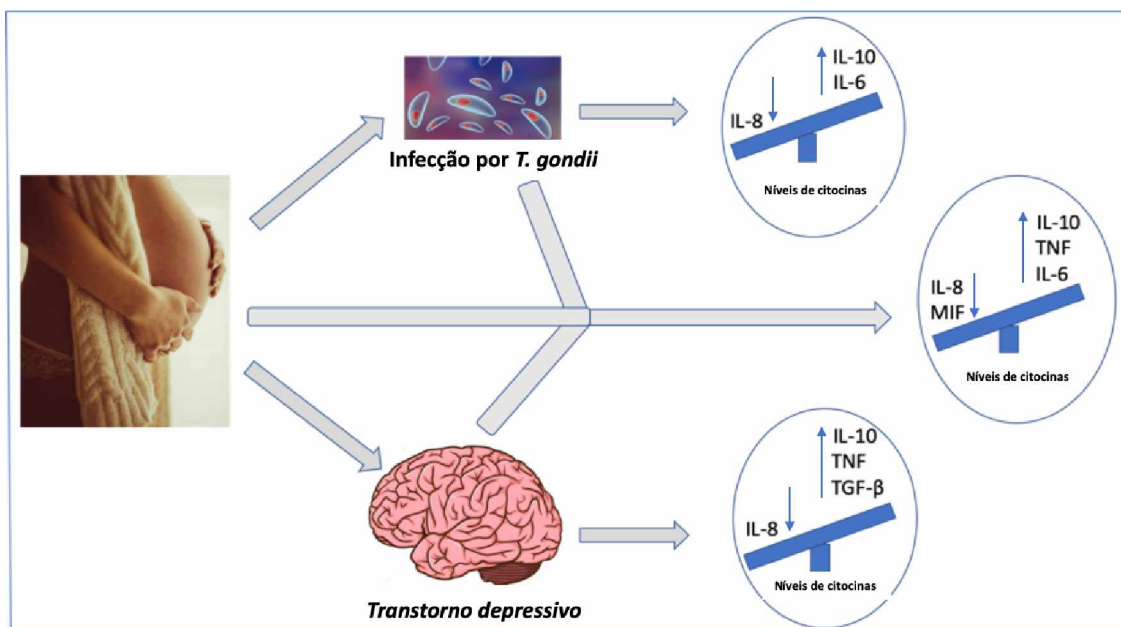 IL-10
IL-6
IL-8
Níveis de citocinas
Infecção por T. gondii
IL-10
TNF
IL-6
IL-8
MIF
Níveis de citocinas
IL-10
TNF
TGF-β
IL-8
Níveis de citocinas
Transtorno depressivo